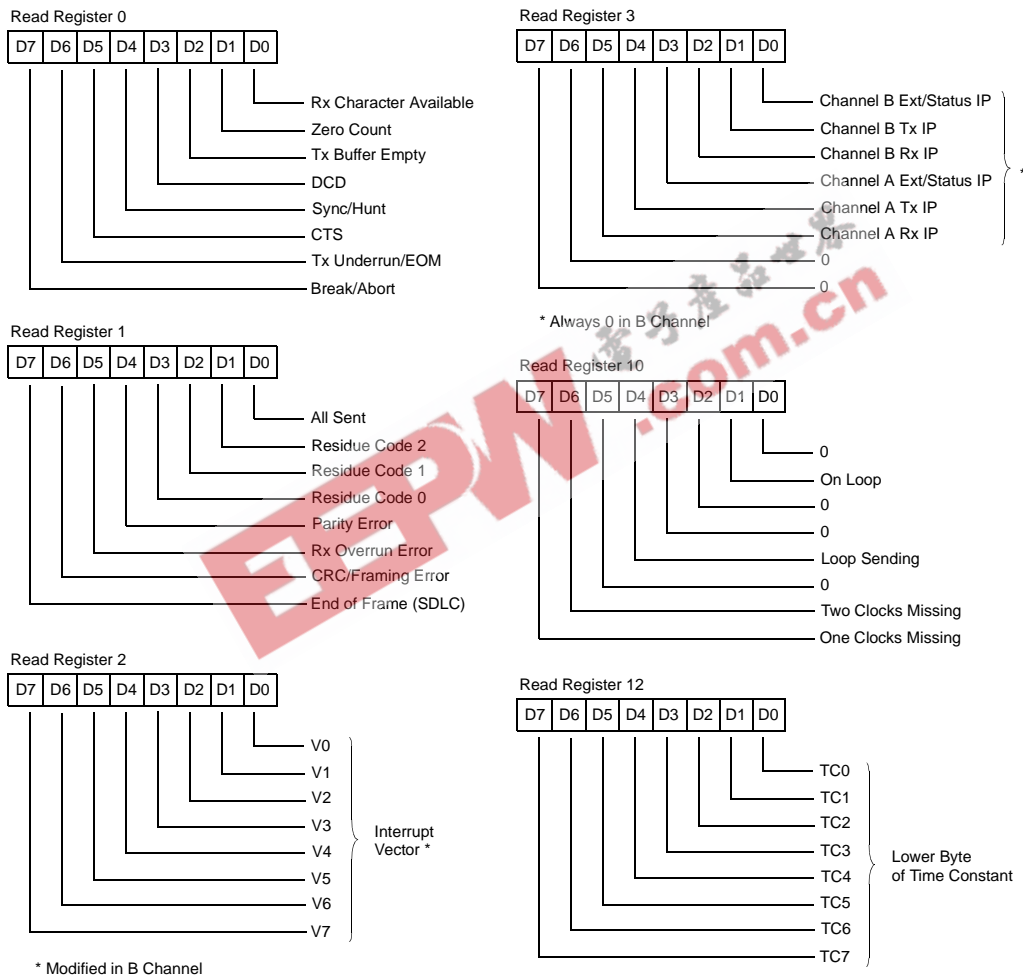 Read Register 0
D7 D6 D5 D4 D3 D2 D1 D0
Rx Character Available
Zero Count
Tx Buffer Empty
DCD
Sync/Hunt
CTS
Tx Underrun/EOM
Break/Abort
Read Register 1
D7 D6 D5 D4 D3 D2 D1 D0
All Sent
Residue Code 2
Residue Code 1
Residue Code 0
Parity Error
Rx Overrun Error
CRC/Framing Error
End of Frame (SDLC)
Read Register 2
D7 D6 D5 D4 D3 D2 D1 D0
V0
V1
V2
V3
V4
V5
V6
V7
Interrupt
Vector *
* Modified in B Channel
Read Register 3
D7 D6 D5 D4 D3 D2 D1 D0
Channel B Ext/Status IP
Channel B Tx IP
Channel B Rx IP
Channel A Ext/Status IP
Channel A Tx IP
Channel A Rx IP
0
0
*
* Always 0 in B Channel
Read Register 10
D7 D6 D5 D4 D3 D2 D1 D0
0
On Loop
0
0
Loop Sending
0
Two Clocks Missing
One Clocks Missing
Read Register 12
D7 D6 D5 D4 D3 D2 D1 D0
TC0
TC1
TC2
TC3
TC4
TC5
TC6
TC7
Lower Byte
of Time Constant
EEPW
.com.cn
電子產品世界